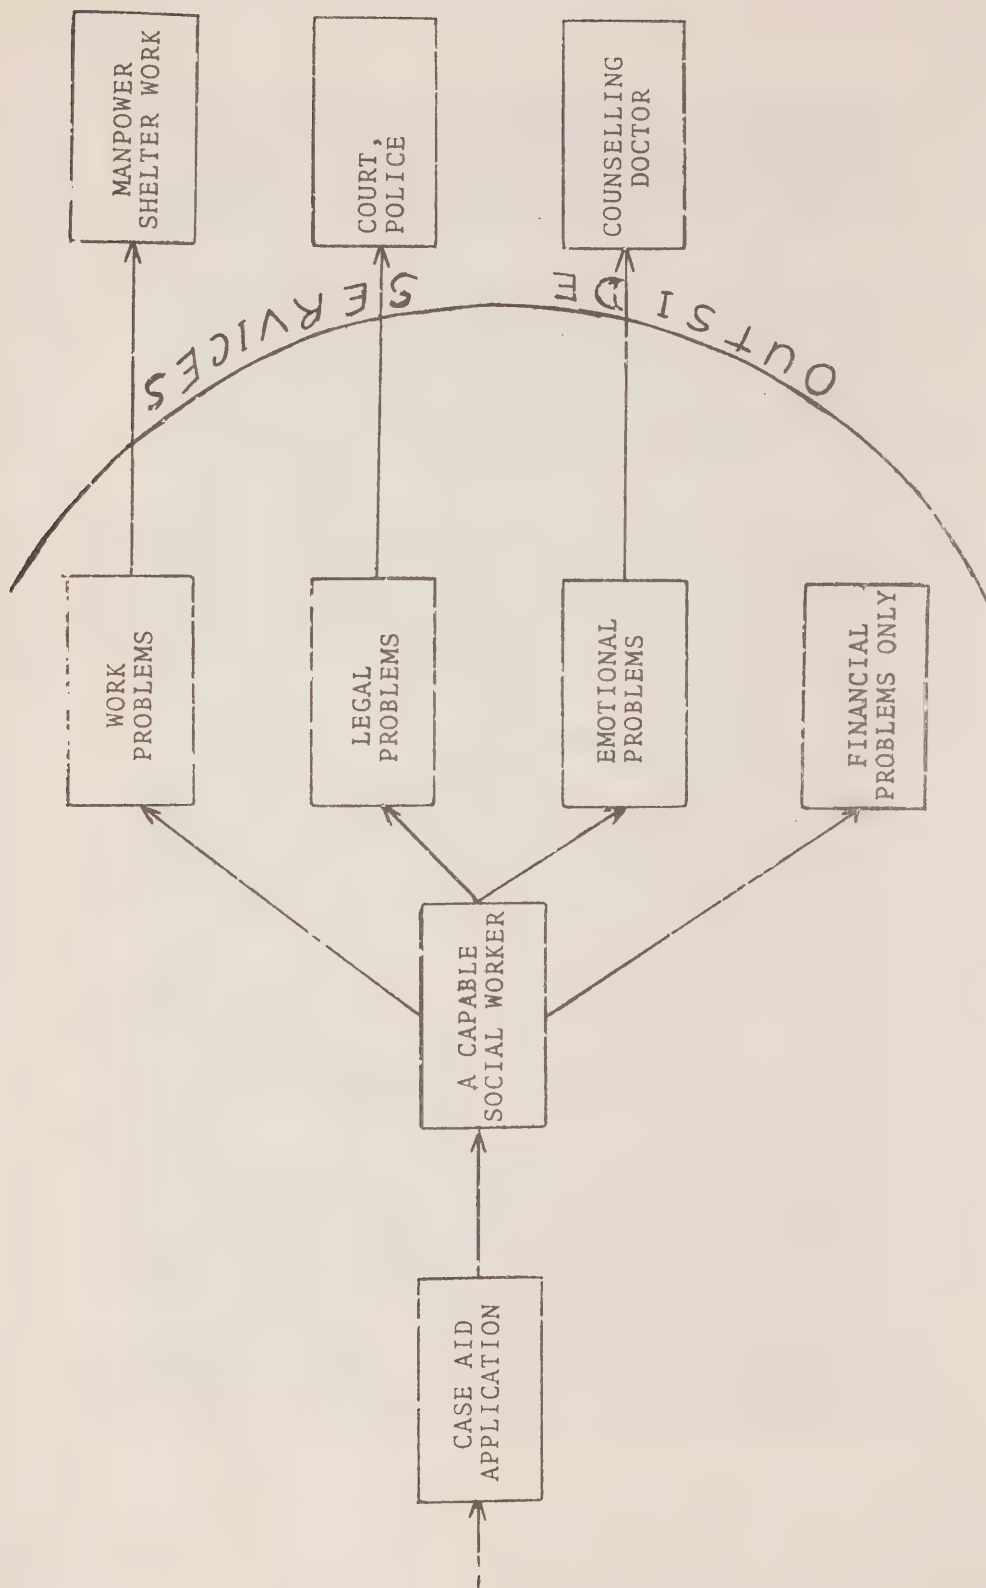 CASE AID
APPLICATION
A CAPABLE
SOCIAL WORKER
WORK
PROBLEMS
LEGAL
PROBLEMS
EMOTIONAL
PROBLEMS
FINANCIAL
PROBLEMS ONLY
OUTSIDE SERVICES
MANPOWER
SHELTER WORK
COURT,
POLICE
COUNSELLING
DOCTOR